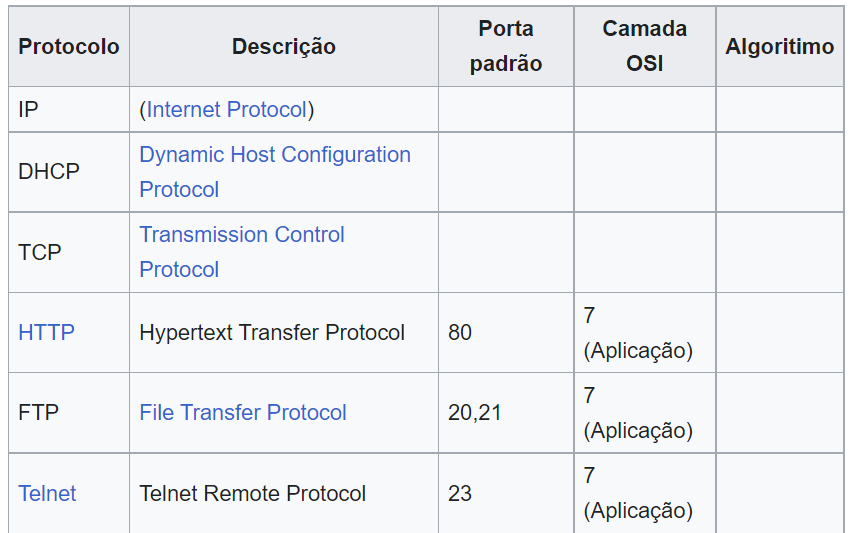 Protocolo Descrição Porta padrão Camada OSI Algoritimo
IP (Internet Protocol)
DHCP Dynamic Host Configuration Protocol
TCP Transmission Control Protocol
HTTP Hypertext Transfer Protocol 80 7 (Aplicação)
FTP File Transfer Protocol 20,21 7 (Aplicação)
Telnet Telnet Remote Protocol 23 7 (Aplicação)